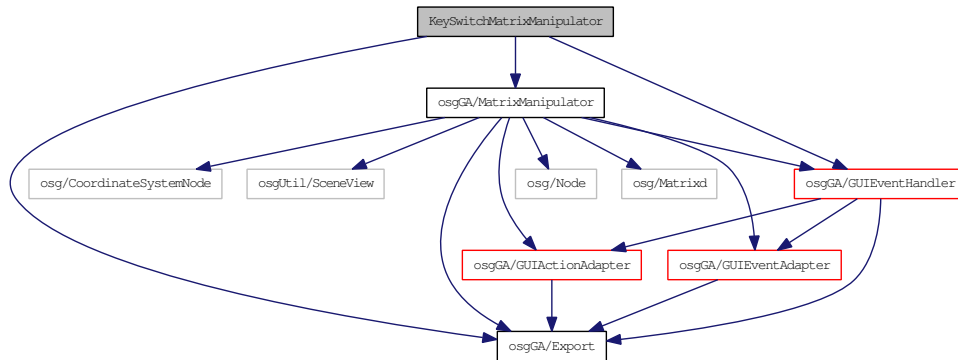 KeySwitchMatrixManipulator
osgGA/MatrixManipulator
osg/CoordinateSystemNode
osgUtil/SceneView
osg/Node
osg/Matrixd
osgGA/GUIEventHandler
osgGA/GUIActionAdapter
osgGA/GUIEventAdapter
osgGA/Export